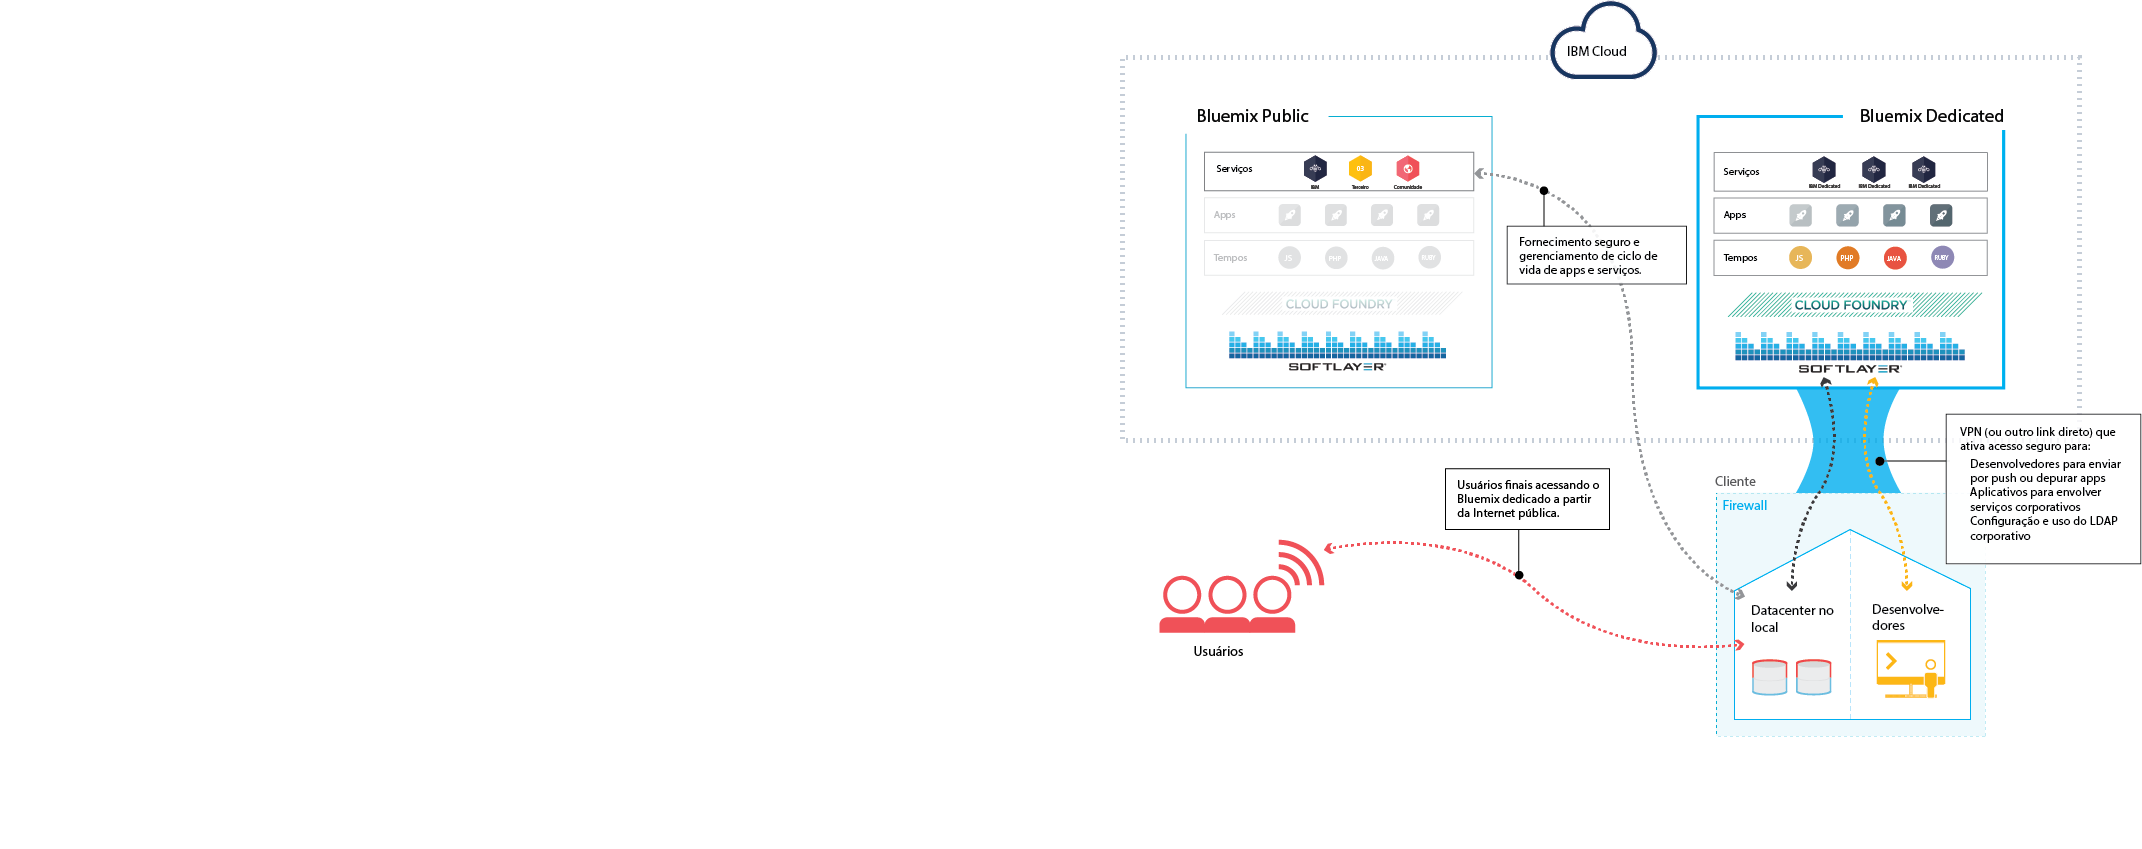 IBM Cloud
Bluemix Public
Serviços
IBM
Terceiro
Comunidade
Apps
Tempos
JS
PHP
JAVA
RUBY
CLOUD FOUNDRY
SOFTLAYER
Fornecimento seguro e
gerenciamento de ciclo de
vida de apps e serviços.
Bluemix Dedicated
Serviços
IBM Dedicated
IBM Dedicated
IBM Dedicated
Apps
Tempos
JS
PHP
JAVA
RUBY
CLOUD FOUNDRY
SOFTLAYER
VPN (ou outro link direto) que
ativa acesso seguro para:
Desenvolvedores para enviar
por push ou depurar apps
Aplicativos para envolver
serviços corporativos
Configuração e uso do LDAP
corporativo
Usuários finais acessando o
Bluemix dedicado a partir
da Internet pública.
Usuários
Cliente
Firewall
Datacenter no
local
Desenvolve-
dores